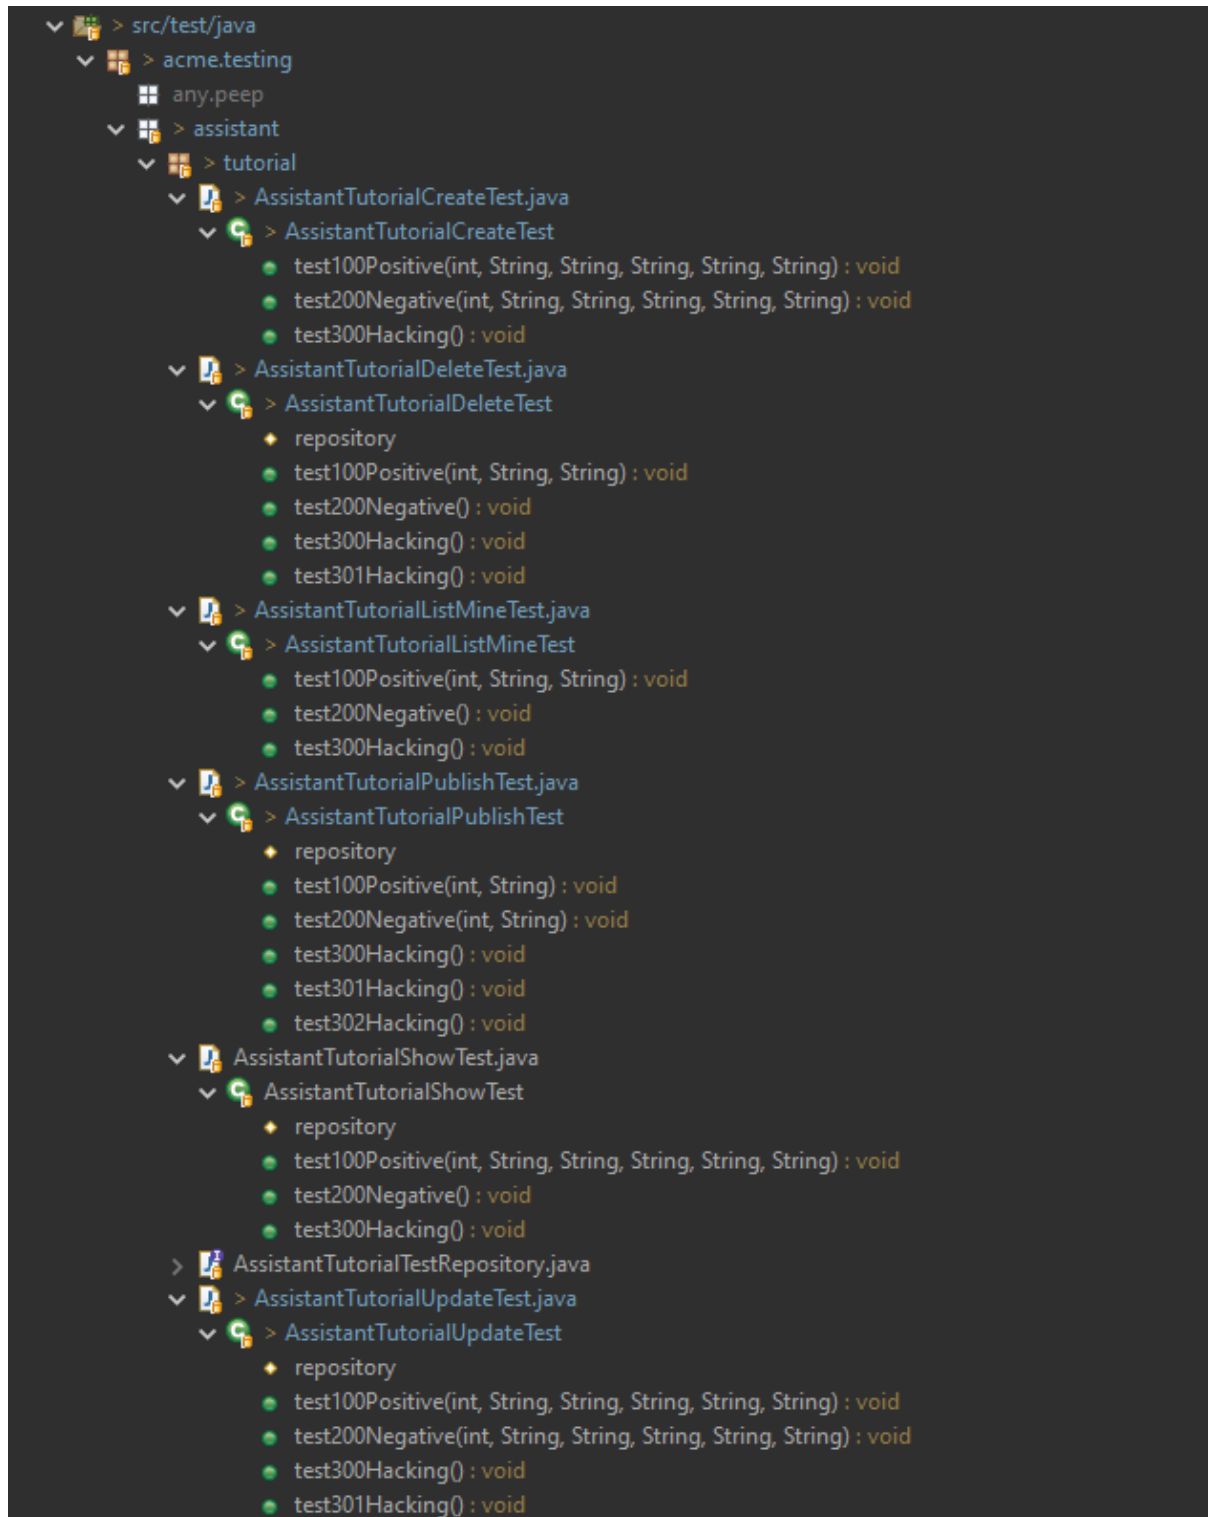 > src/test/java
> acme.testing
any.peep
> assistant
> tutorial
> AssistantTutorialCreateTest.java
> AssistantTutorialCreateTest
test100Positive(int, String, String, String, String, String) : void
test200Negative(int, String, String, String, String, String) : void
test300Hacking() : void
> AssistantTutorialDeleteTest.java
> AssistantTutorialDeleteTest
repository
test100Positive(int, String, String) : void
test200Negative() : void
test300Hacking() : void
test301Hacking() : void
> AssistantTutorialListMineTest.java
> AssistantTutorialListMineTest
test100Positive(int, String, String) : void
test200Negative() : void
test300Hacking() : void
> AssistantTutorialPublishTest.java
> AssistantTutorialPublishTest
repository
test100Positive(int, String) : void
test200Negative(int, String) : void
test300Hacking() : void
test301Hacking() : void
test302Hacking() : void
AssistantTutorialShowTest.java
AssistantTutorialShowTest
repository
test100Positive(int, String, String, String, String, String) : void
test200Negative() : void
test300Hacking() : void
AssistantTutorialTestRepository.java
> AssistantTutorialUpdateTest.java
> AssistantTutorialUpdateTest
repository
test100Positive(int, String, String, String, String, String) : void
test200Negative(int, String, String, String, String, String) : void
test300Hacking() : void
test301Hacking() : void